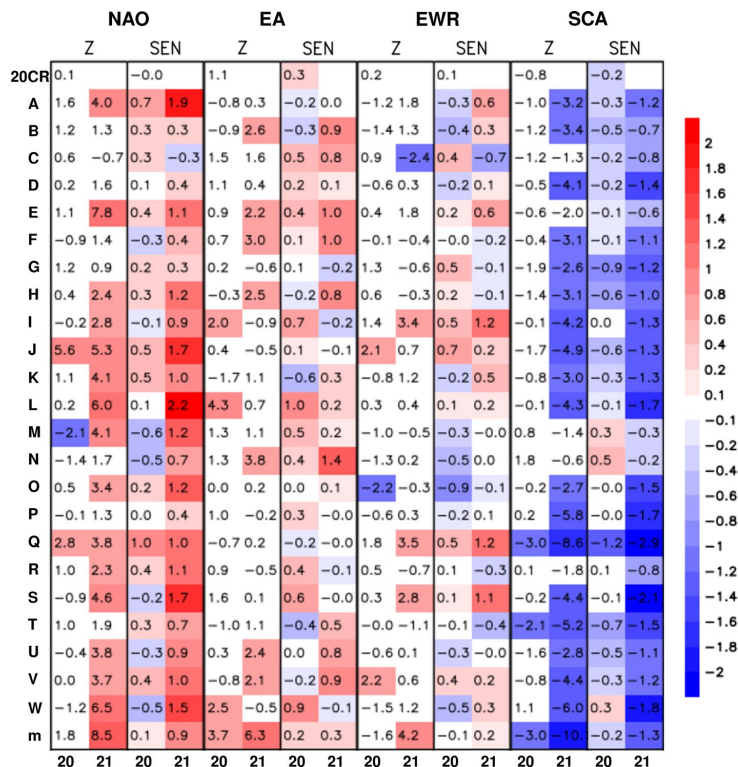 NAO EA EWR SCA
Z SEN Z SEN Z SEN Z SEN
20CR 0.1 −0.0 1.1 0.3 0.2 0.1 −0.8 −0.2
A 1.6 4.0 0.7 1.9 −0.8 0.3 −0.2 0.0 −1.2 1.8 −0.3 0.6 −1.0 −3.2 −0.3 −1.2
B 1.2 1.3 0.3 0.3 −0.9 2.6 −0.3 0.9 −1.4 1.3 −0.4 0.3 −1.2 −3.4 −0.5 −0.7
C 0.6 −0.7 0.3 −0.3 1.5 1.6 0.5 0.8 0.9 −2.4 0.4 −0.7 −1.2 −1.3 −0.2 −0.8
D 0.2 1.6 0.1 0.4 1.1 0.4 0.2 0.1 −0.6 0.3 −0.2 0.1 −0.5 −4.1 −0.2 −1.4
E 1.1 7.8 0.4 1.1 0.9 2.2 0.4 1.0 0.4 1.8 0.2 0.6 −0.6 −2.0 −0.1 −0.6
F −0.9 1.4 −0.3 0.4 0.7 3.0 0.1 1.0 −0.1 −0.4 −0.0 −0.2 −0.4 −3.1 −0.1 −1.1
G 1.2 0.9 0.2 0.3 0.2 −0.6 0.1 −0.2 1.3 −0.6 0.5 −0.1 −1.9 −2.6 −0.9 −1.2
H 0.4 2.4 0.3 1.2 −0.3 2.5 −0.2 0.8 0.6 −0.3 0.2 −0.1 −1.4 −3.1 −0.6 −1.0
I −0.2 2.8 −0.1 0.9 2.0 −0.9 0.7 −0.2 1.4 3.4 0.5 1.2 −0.1 −4.2 0.0 −1.3
J 5.6 5.3 0.5 1.7 0.4 −0.5 0.1 −0.1 2.1 0.7 0.7 0.2 −1.7 −4.9 −0.6 −1.3
K 1.1 4.1 0.5 1.0 −1.7 1.1 −0.6 0.3 −0.8 1.2 −0.2 0.5 −0.8 −3.0 −0.3 −1.3
L 0.2 6.0 0.1 2.2 4.3 0.7 1.0 0.2 0.3 0.4 0.1 0.2 −0.1 −4.3 −0.1 −1.7
M −2.1 4.1 −0.6 1.2 1.3 1.1 0.5 0.2 −1.0 −0.5 −0.3 −0.0 0.8 −1.4 0.3 −0.3
N −1.4 1.7 −0.5 0.7 1.3 3.8 0.4 1.4 −1.3 0.2 −0.5 0.0 1.8 −0.6 0.5 −0.2
O 0.5 3.4 0.2 1.2 0.0 0.2 0.0 0.1 −2.2 −0.3 −0.9 −0.1 −0.2 −2.7 −0.0 −1.5
P −0.1 1.3 0.0 0.4 1.0 −0.2 0.3 −0.0 −0.6 0.3 −0.2 0.1 0.2 −5.8 −0.0 −1.7
Q 2.8 3.8 1.0 1.0 −0.7 0.2 −0.2 −0.0 1.8 3.5 0.5 1.2 −3.0 −8.6 −1.2 −2.9
R 1.0 2.3 0.4 1.1 0.9 −0.5 0.4 −0.1 0.5 −0.7 0.1 −0.3 0.1 −1.8 0.1 −0.8
S −0.9 4.6 −0.2 1.7 1.6 0.1 0.6 −0.0 0.3 2.8 0.1 1.1 −0.2 −4.4 −0.1 −2.1
T 1.0 1.9 0.3 0.7 −1.0 1.1 −0.4 0.5 −0.0 −1.1 −0.1 −0.4 −2.1 −5.2 −0.7 −1.5
U −0.4 3.8 −0.3 0.9 0.3 2.4 0.0 0.8 −0.6 0.1 −0.3 −0.0 −1.6 −2.8 −0.5 −1.1
V 0.0 3.7 0.4 1.0 −0.8 2.1 −0.2 0.9 2.2 0.6 0.4 0.2 −0.8 −4.4 −0.3 −1.2
W −1.2 6.5 −0.5 1.5 2.5 −0.5 0.9 −0.1 −1.5 1.2 −0.5 0.3 1.1 −6.0 0.3 −1.8
m 1.8 8.5 0.1 0.9 3.7 6.3 0.2 0.3 −1.6 4.2 −0.1 0.2 −3.0 −10. −0.2 −1.3
20 21 20 21 20 21 20 21 20 21 20 21 20 21 20 21
2
1.8
1.6
1.4
1.2
1
0.8
0.6
0.4
0.2
0.1
−0.1
−0.2
−0.4
−0.6
−0.8
−1
−1.2
−1.4
−1.6
−1.8
−2